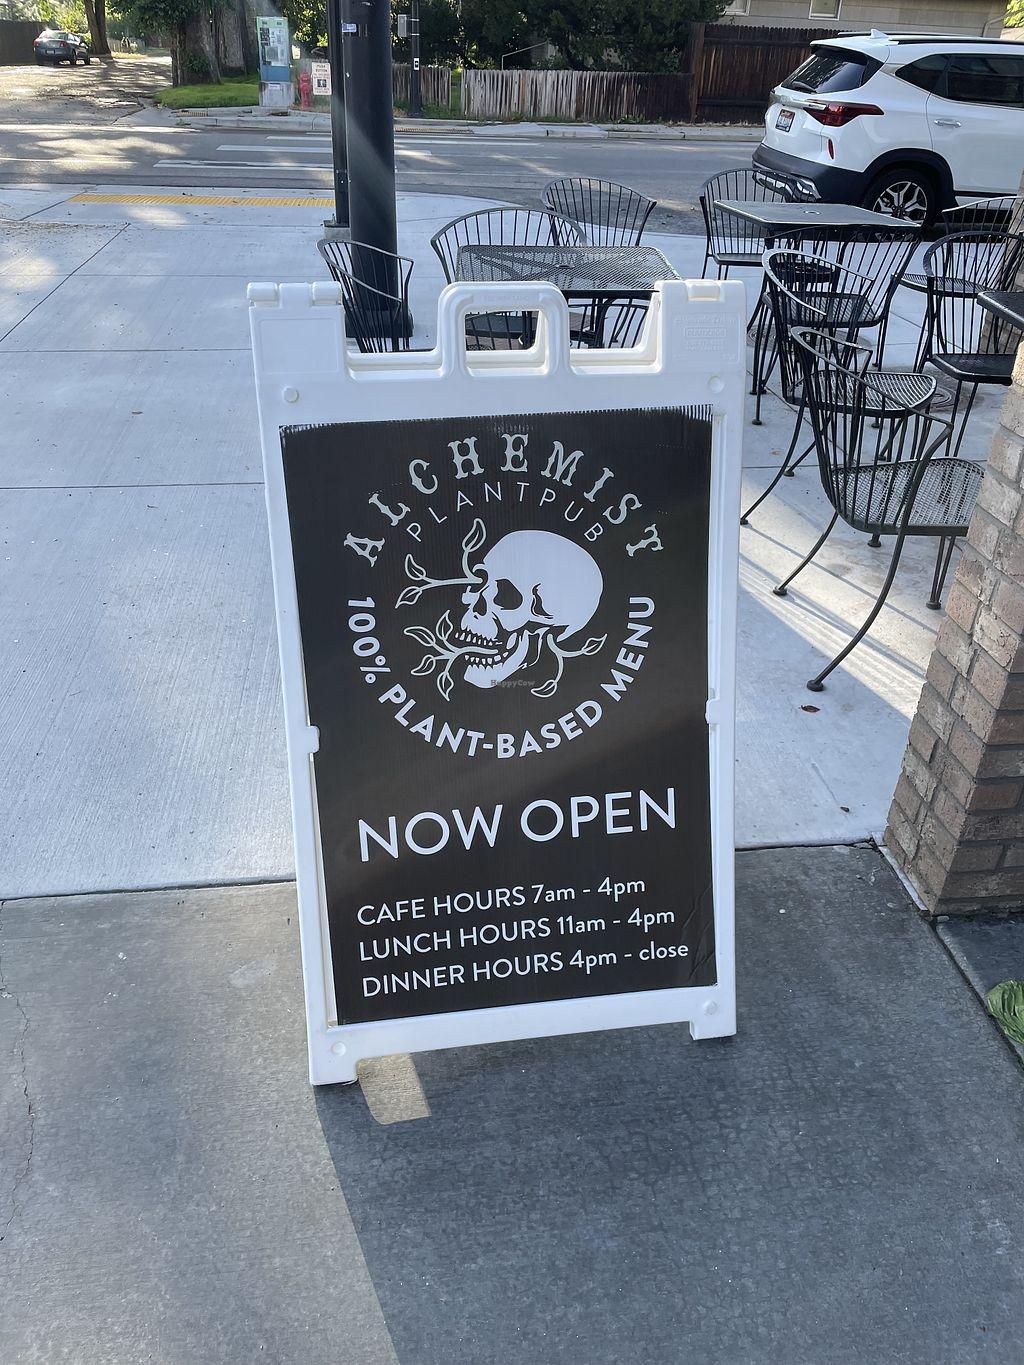 ALCHEMIST
PLANTPUB
HappyCow
100% PLANT-BASED MENU
NOW OPEN
CAFE HOURS 7am - 4pm
LUNCH HOURS 11am - 4pm
DINNER HOURS 4pm - close